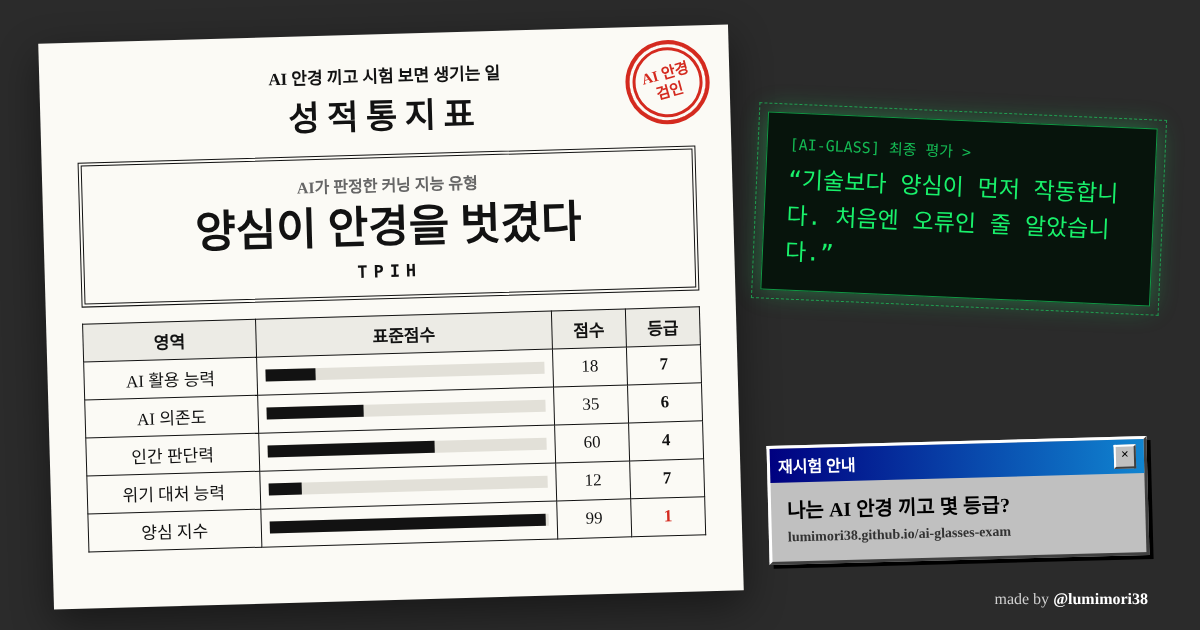 AI 안경 끼고 시험 보면 생기는 일
성적통지표
AI 안경
검인
AI가 판정한 커닝 지능 유형
양심이 안경을 벗겼다
TPIH
영역 표준점수 점수 등급
AI 활용 능력 18 7
AI 의존도 35 6
인간 판단력 60 4
위기 대처 능력 12 7
양심 지수 99 1
[AI-GLASS] 최종 평가 >
“기술보다 양심이 먼저 작동합니
다. 처음엔 오류인 줄 알았습니
다.”
재시험 안내 ×
나는 AI 안경 끼고 몇 등급?
lumimori38.github.io/ai-glasses-exam
made by @lumimori38